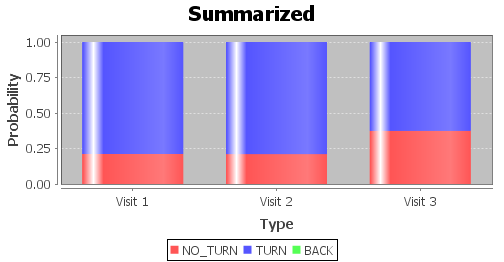 Summarized
1.00
0.75
0.50
0.25
0.00
Probability
Visit 1 Visit 2 Visit 3
Type
NO_TURN TURN BACK